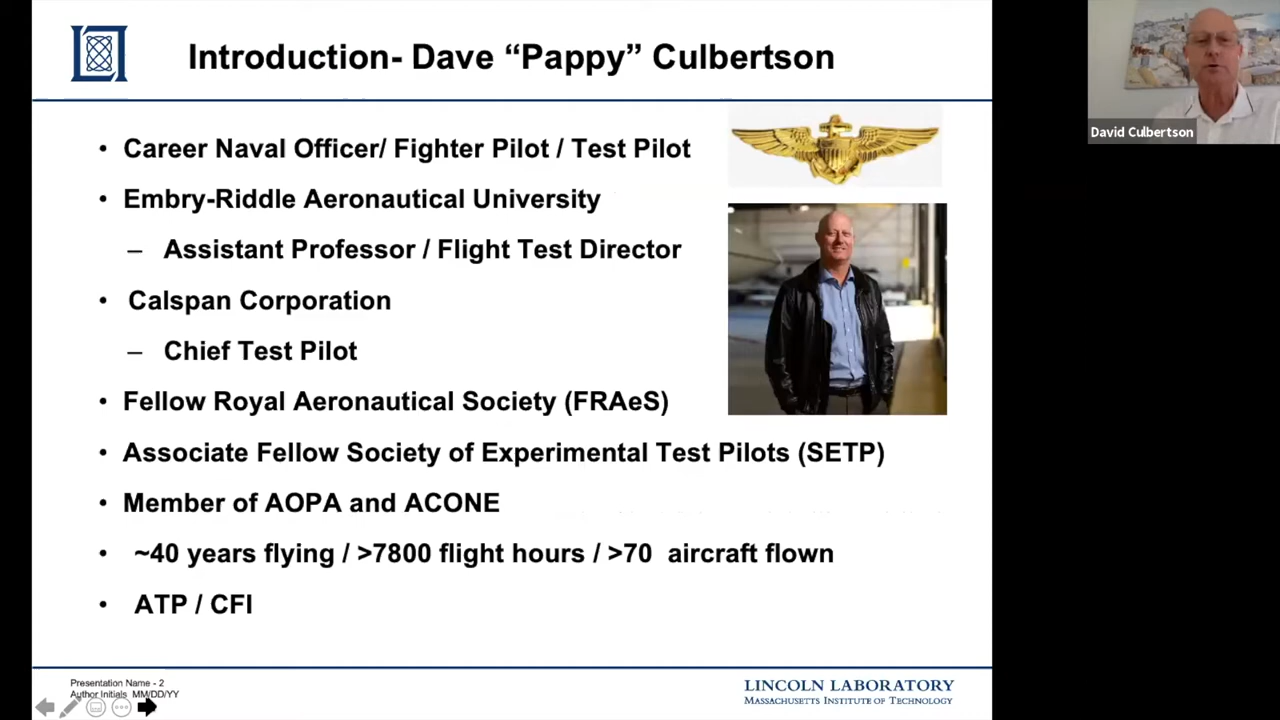 Introduction- Dave “Pappy” Culbertson
David Culbertson
• Career Naval Officer/ Fighter Pilot / Test Pilot
• Embry-Riddle Aeronautical University
– Assistant Professor / Flight Test Director
• Calspan Corporation
– Chief Test Pilot
• Fellow Royal Aeronautical Society (FRAeS)
• Associate Fellow Society of Experimental Test Pilots (SETP)
• Member of AOPA and ACONE
• ~40 years flying / >7800 flight hours / >70 aircraft flown
• ATP / CFI
Presentation Name - 2
Author Initials MM/DD/YY
LINCOLN LABORATORY
MASSACHUSETTS INSTITUTE OF TECHNOLOGY